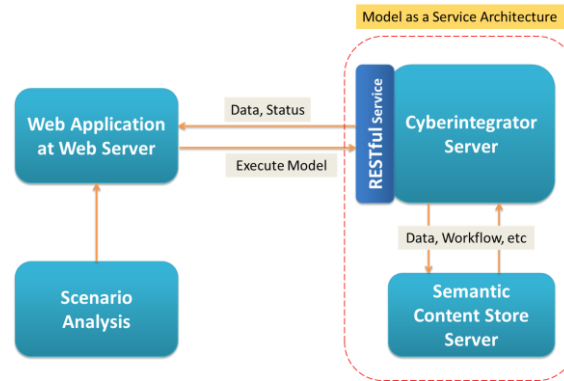 Model as a Service Architecture
Data, Status
Web Application
at Web Server
Execute Model
RESTful Service
Cyberintegrator
Server
Data, Workflow, etc
Scenario
Analysis
Semantic
Content Store
Server